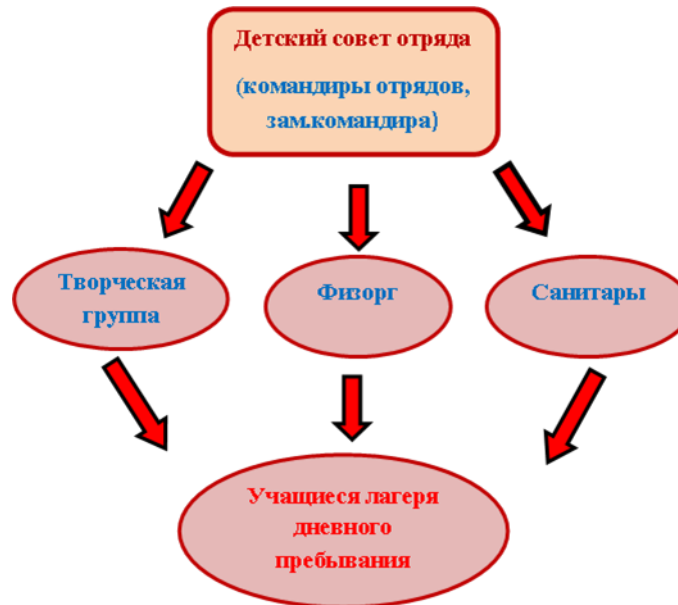 Детский совет отряда
(командиры отрядов,
зам.командира)
Творческая
группа
Физорг
Санитары
Учащиеся лагеря
дневного
пребывания